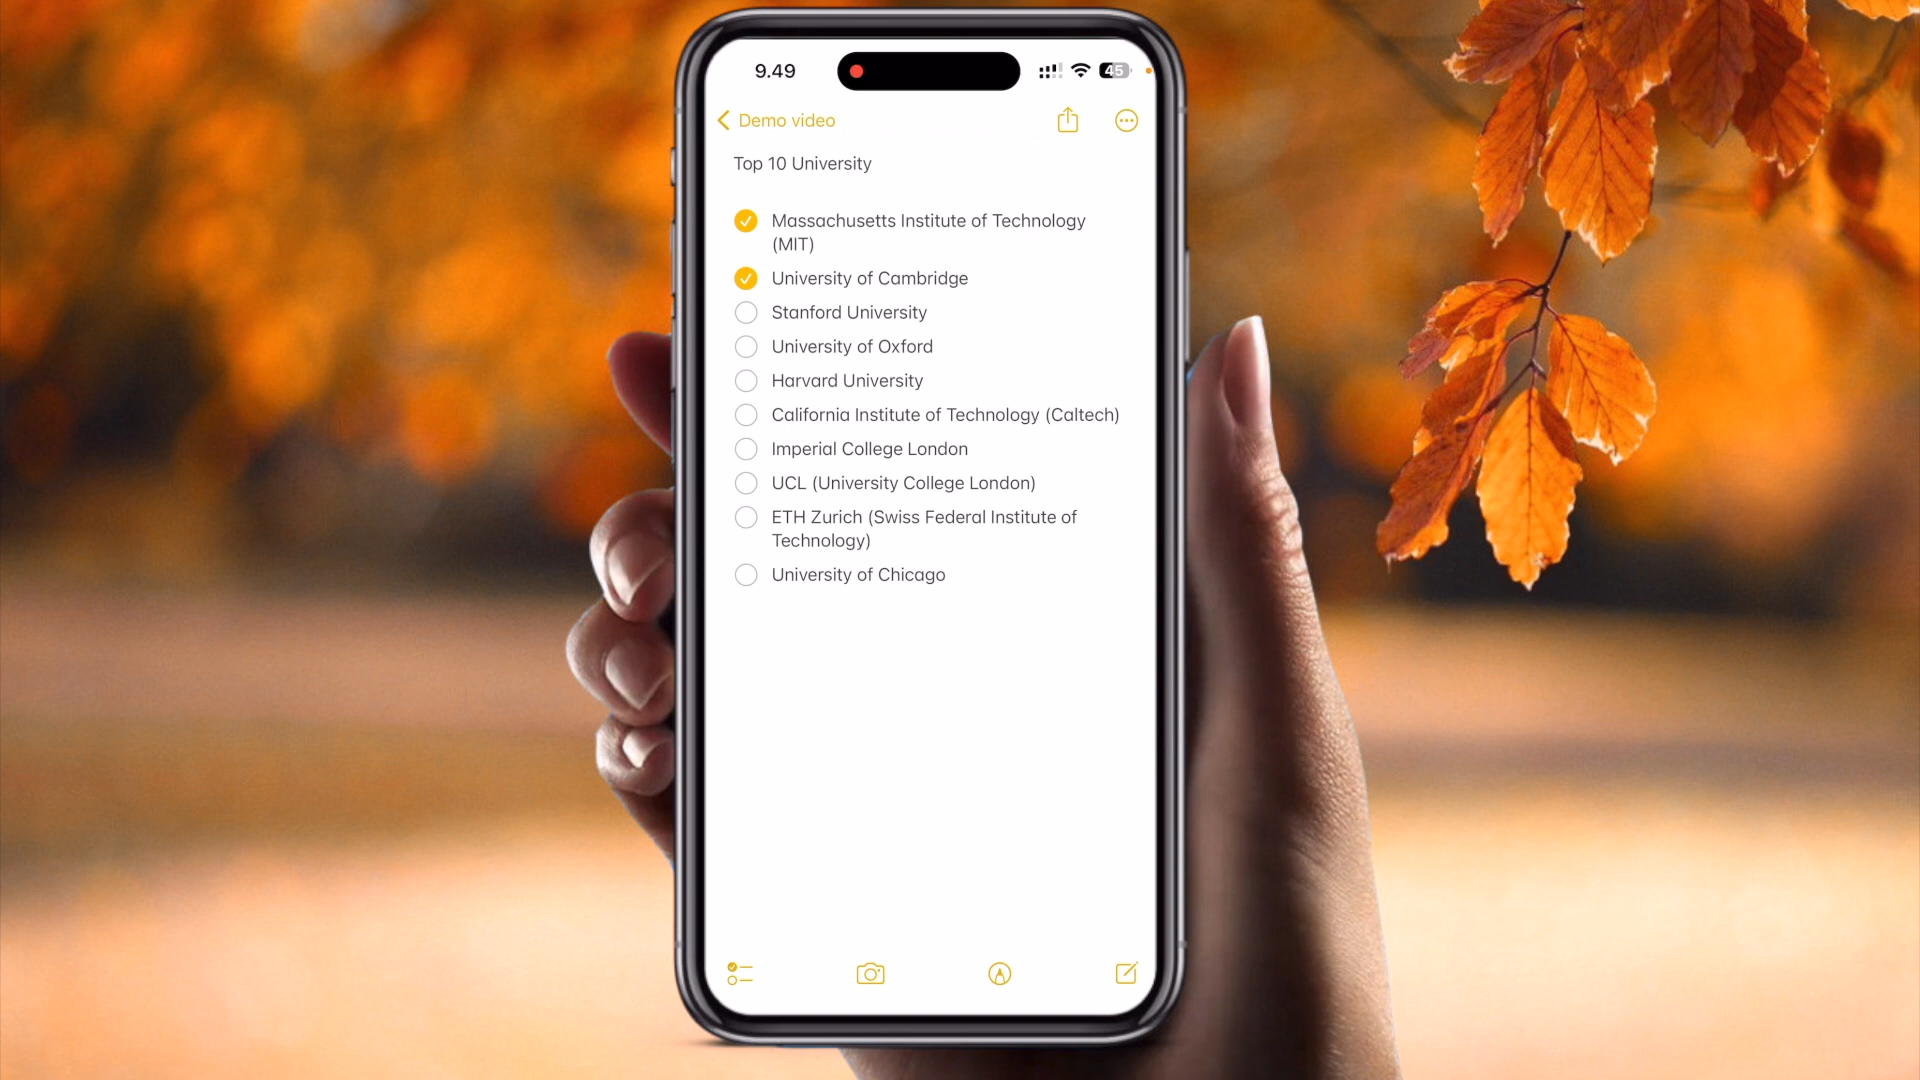 9.49
45
Demo video
Top 10 University
Massachusetts Institute of Technology
(MIT)
University of Cambridge
Stanford University
University of Oxford
Harvard University
California Institute of Technology (Caltech)
Imperial College London
UCL (University College London)
ETH Zurich (Swiss Federal Institute of
Technology)
University of Chicago